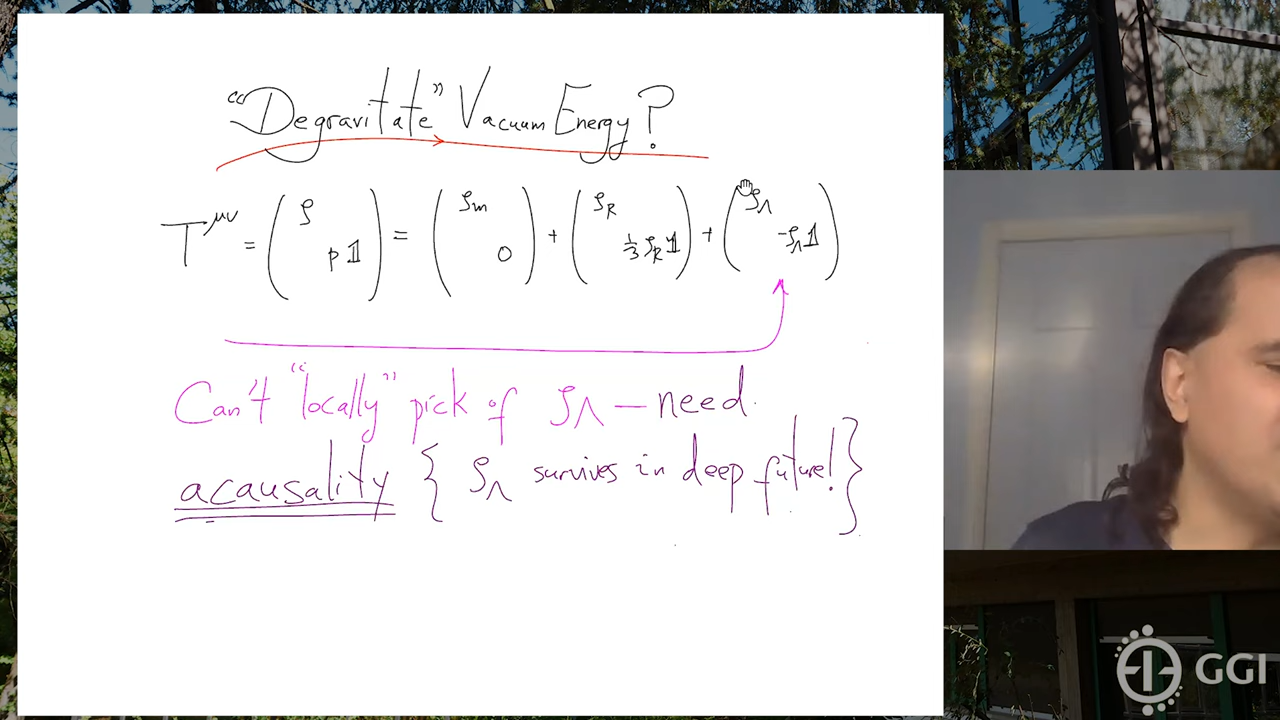 "Degravitate" Vacuum Energy?
T^μν = ( ρ p𝟙 ) = ( ρm 0 ) + ( ρR ⅓ρR𝟙 ) + ( ρΛ -ρΛ𝟙 )
Can't "locally" pick of ρΛ — need
acausality { ρΛ survives in deep future! }
GGI